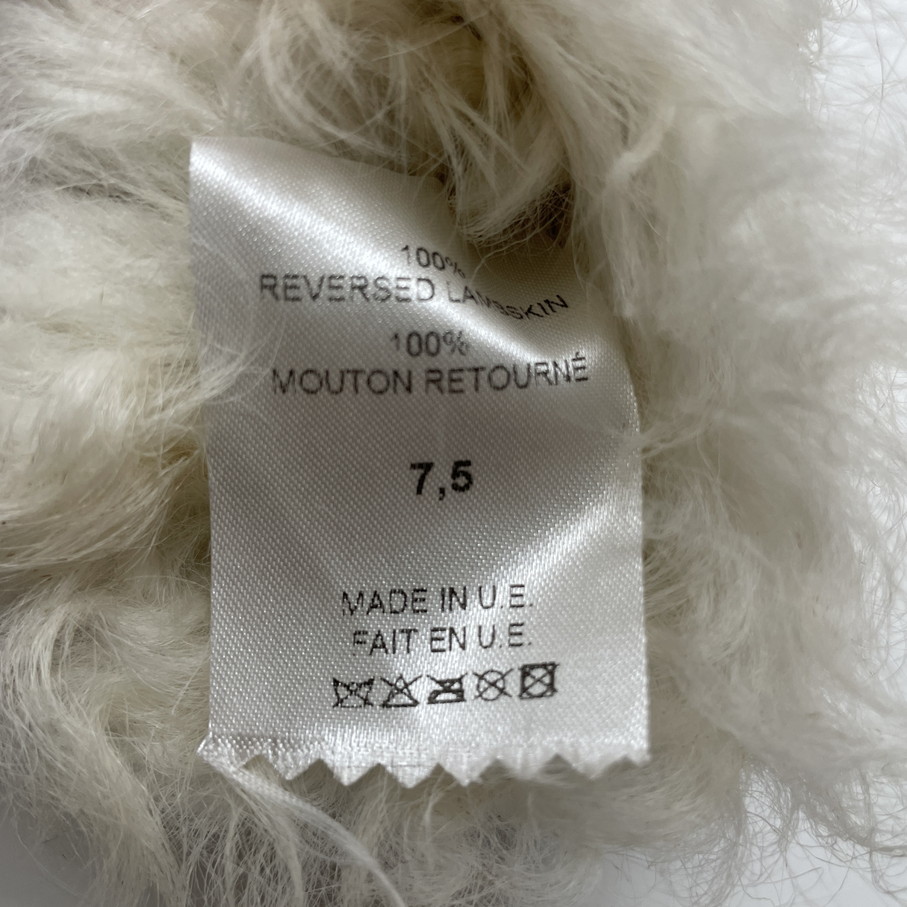 100%
REVERSED LAMBSKIN
100%
MOUTON RETOURNÉ
7,5
MADE IN U.E.
FAIT EN U.E.